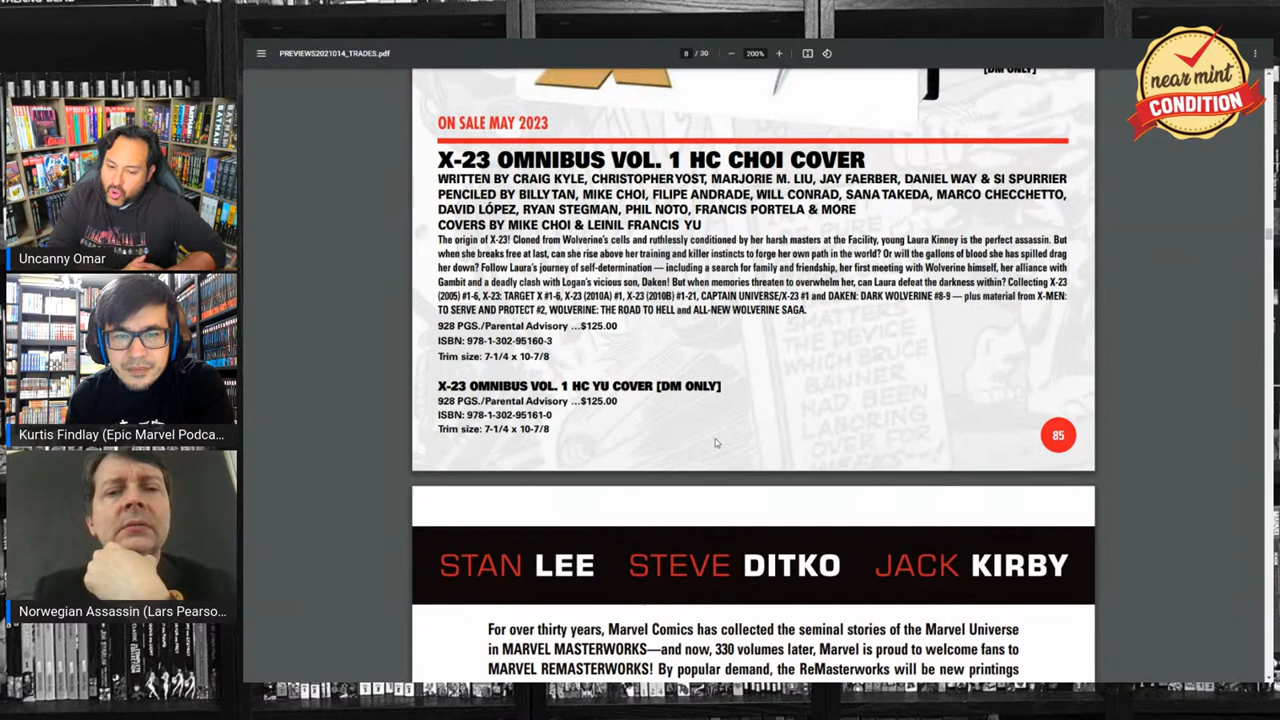 PREVIEWS2021014_TRADES.pdf
8 / 30
200%
near mint
CONDITION
[DM ONLY]
ON SALE MAY 2023
X-23 OMNIBUS VOL. 1 HC CHOI COVER
WRITTEN BY CRAIG KYLE, CHRISTOPHER YOST, MARJORIE M. LIU, JAY FAERBER, DANIEL WAY & SI SPURRIER
PENCILED BY BILLY TAN, MIKE CHOI, FILIPE ANDRADE, WILL CONRAD, SANA TAKEDA, MARCO CHECCHETTO,
DAVID LÓPEZ, RYAN STEGMAN, PHIL NOTO, FRANCIS PORTELA & MORE
COVERS BY MIKE CHOI & LEINIL FRANCIS YU
The origin of X-23! Cloned from Wolverine's cells and ruthlessly conditioned by her harsh masters at the Facility, young Laura Kinney is the perfect assassin. But
when she breaks free at last, can she rise above her training and killer instincts to forge her own path in the world? Or will the gallons of blood she has spilled drag
her down? Follow Laura's journey of self-determination — including a search for family and friendship, her first meeting with Wolverine himself, her alliance with
Gambit and a deadly clash with Logan's vicious son, Daken! But when memories threaten to overwhelm her, can Laura defeat the darkness within? Collecting X-23
(2005) #1-6, X-23: TARGET X #1-6, X-23 (2010A) #1, X-23 (2010B) #1-21, CAPTAIN UNIVERSE/X-23 #1 and DAKEN: DARK WOLVERINE #8-9 — plus material from X-MEN:
TO SERVE AND PROTECT #2, WOLVERINE: THE ROAD TO HELL and ALL-NEW WOLVERINE SAGA.
928 PGS./Parental Advisory ...$125.00
ISBN: 978-1-302-95160-3
Trim size: 7-1/4 x 10-7/8
X-23 OMNIBUS VOL. 1 HC YU COVER [DM ONLY]
928 PGS./Parental Advisory ...$125.00
ISBN: 978-1-302-95161-0
Trim size: 7-1/4 x 10-7/8
85
STAN LEE STEVE DITKO JACK KIRBY
For over thirty years, Marvel Comics has collected the seminal stories of the Marvel Universe
in MARVEL MASTERWORKS—and now, 330 volumes later, Marvel is proud to welcome fans to
MARVEL REMASTERWORKS! By popular demand, the ReMasterworks will be new printings
Uncanny Omar
Kurtis Findlay (Epic Marvel Podca...
Norwegian Assassin (Lars Pearso...